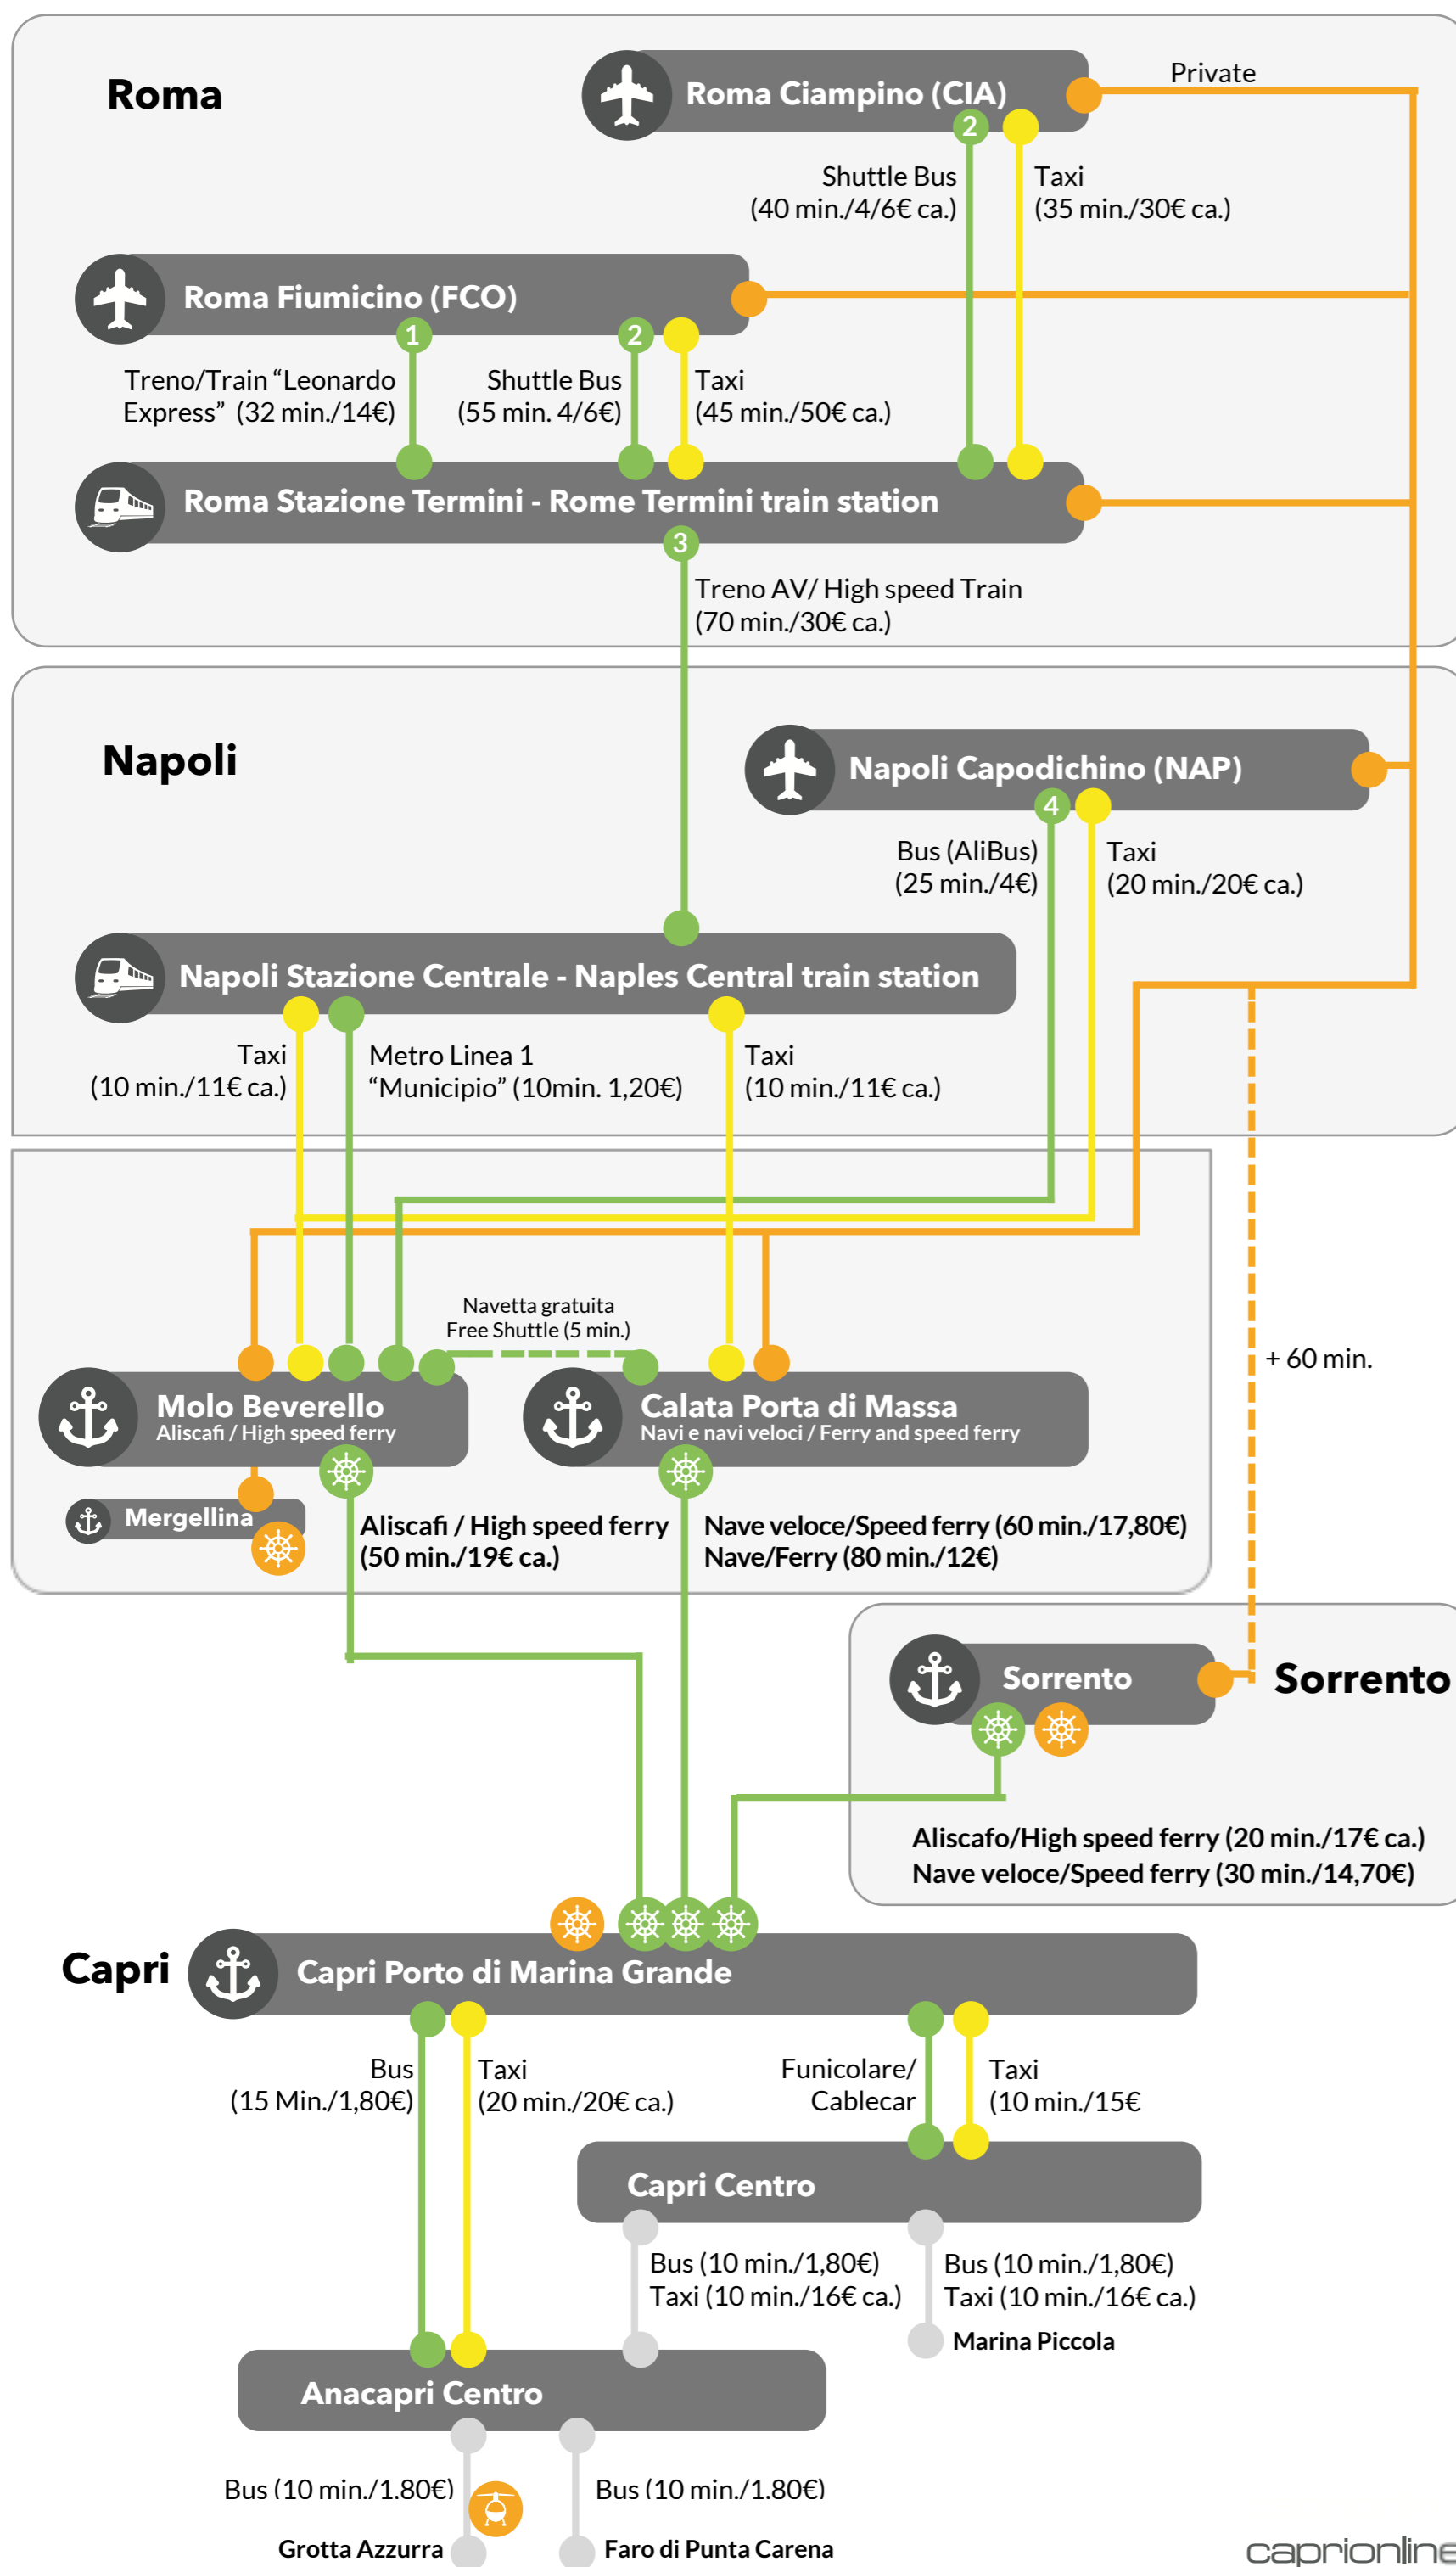 Roma
Roma Ciampino (CIA)
Private
2
Shuttle Bus
(40 min./4/6€ ca.)
Taxi
(35 min./30€ ca.)
Roma Fiumicino (FCO)
1
2
Treno/Train “Leonardo
Express” (32 min./14€)
Shuttle Bus
(55 min. 4/6€)
Taxi
(45 min./50€ ca.)
Roma Stazione Termini - Rome Termini train station
3
Treno AV/ High speed Train
(70 min./30€ ca.)
Napoli
Napoli Capodichino (NAP)
4
Bus (AliBus)
(25 min./4€)
Taxi
(20 min./20€ ca.)
Napoli Stazione Centrale - Naples Central train station
Taxi
(10 min./11€ ca.)
Metro Linea 1
“Municipio” (10min. 1,20€)
Taxi
(10 min./11€ ca.)
Navetta gratuita
Free Shuttle (5 min.)
+ 60 min.
Molo Beverello
Aliscafi / High speed ferry
Calata Porta di Massa
Navi e navi veloci / Ferry and speed ferry
Mergellina
Aliscafi / High speed ferry
(50 min./19€ ca.)
Nave veloce/Speed ferry (60 min./17,80€)
Nave/Ferry (80 min./12€)
Sorrento
Sorrento
Aliscafo/High speed ferry (20 min./17€ ca.)
Nave veloce/Speed ferry (30 min./14,70€)
Capri
Capri Porto di Marina Grande
Bus
(15 Min./1,80€)
Taxi
(20 min./20€ ca.)
Funicolare/
Cablecar
Taxi
(10 min./15€
Capri Centro
Bus (10 min./1,80€)
Taxi (10 min./16€ ca.)
Bus (10 min./1,80€)
Taxi (10 min./16€ ca.)
Marina Piccola
Anacapri Centro
Bus (10 min./1.80€)
Bus (10 min./1.80€)
Grotta Azzurra
Faro di Punta Carena
caprionline